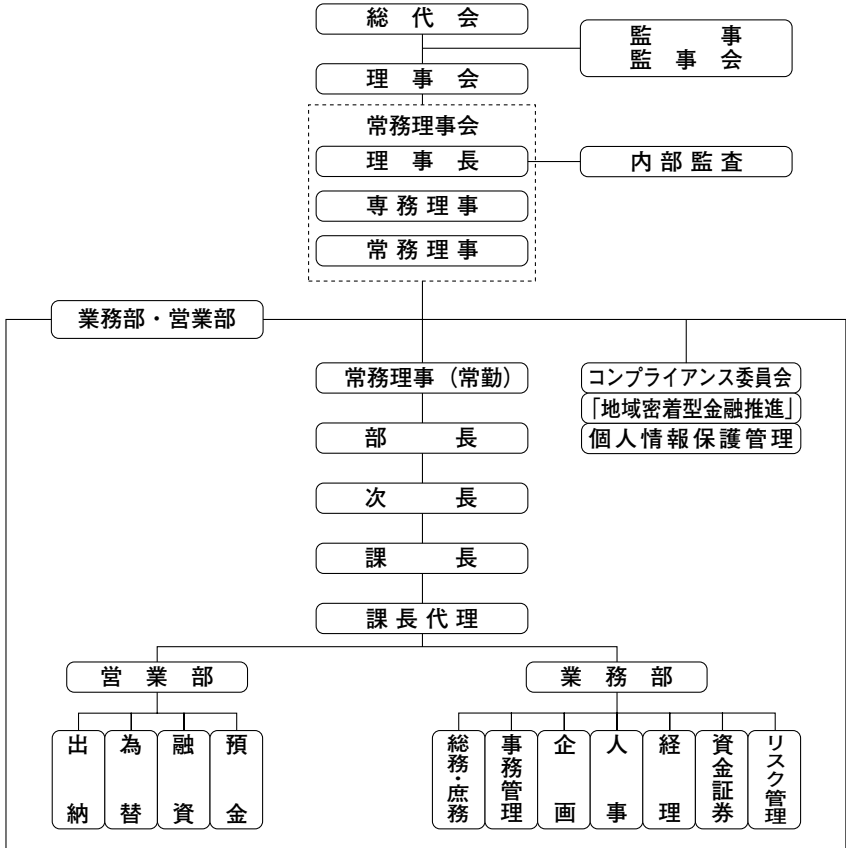 総代会
監事
監事会
理事会
常務理事会
理事長
内部監査
専務理事
常務理事
業務部・営業部
常務理事（常勤）
コンプライアンス委員会
「地域密着型金融推進」
個人情報保護管理
部長
次長
課長
課長代理
営業部
業務部
出納
為替
融資
預金
総務・庶務
事務管理
企画
人事
経理
資金証券
リスク管理